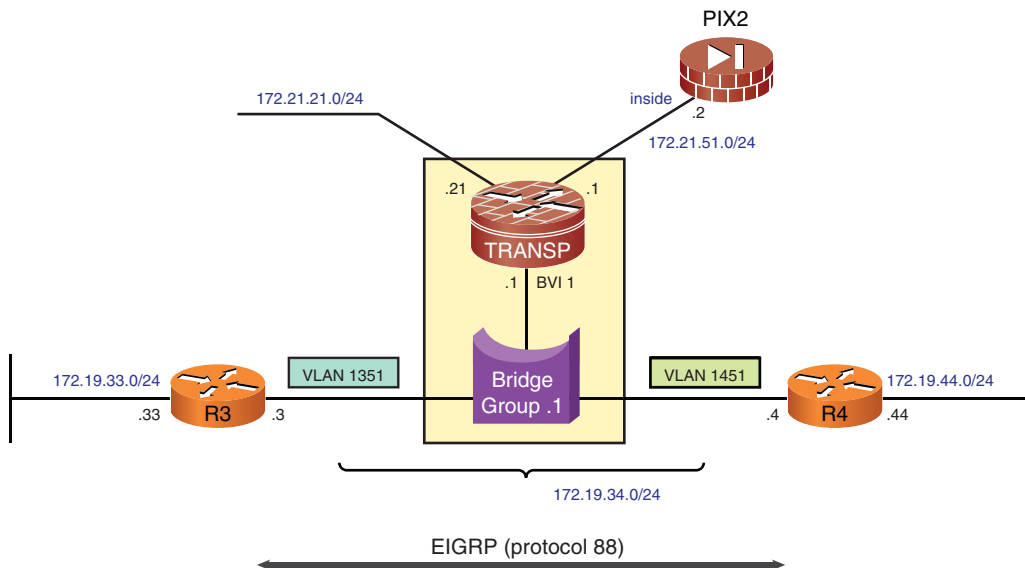 PIX2
172.21.21.0/24
inside
.2
172.21.51.0/24
.21
.1
TRANSP
.1 BVI 1
172.19.33.0/24
VLAN 1351
Bridge
Group .1
VLAN 1451
172.19.44.0/24
.33
R3
.3
.4
R4
.44
172.19.34.0/24
EIGRP (protocol 88)